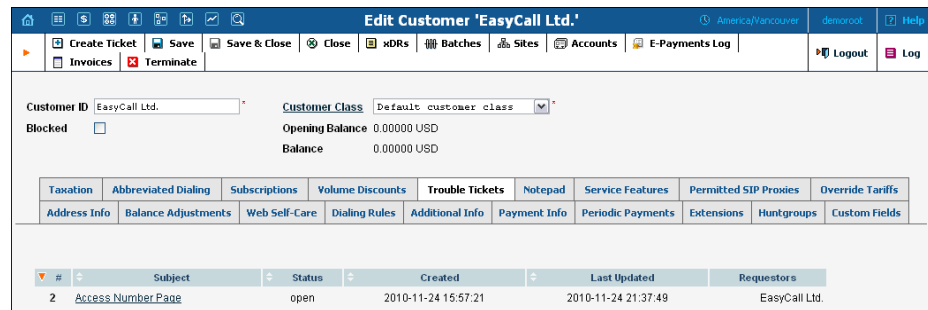 Edit Customer 'EasyCall Ltd.' America/Vancouver demoroot ? Help
Create Ticket Save Save & Close Close xDRs Batches Sites Accounts E-Payments Log Logout Log
Invoices Terminate
Customer ID EasyCall Ltd. * Customer Class Default customer class *
Blocked Opening Balance 0.00000 USD
Balance 0.00000 USD
Taxation Abbreviated Dialing Subscriptions Volume Discounts Trouble Tickets Notepad Service Features Permitted SIP Proxies Override Tariffs
Address Info Balance Adjustments Web Self-Care Dialing Rules Additional Info Payment Info Periodic Payments Extensions Huntgroups Custom Fields
# Subject Status Created Last Updated Requestors
2 Access Number Page open 2010-11-24 15:57:21 2010-11-24 21:37:49 EasyCall Ltd.